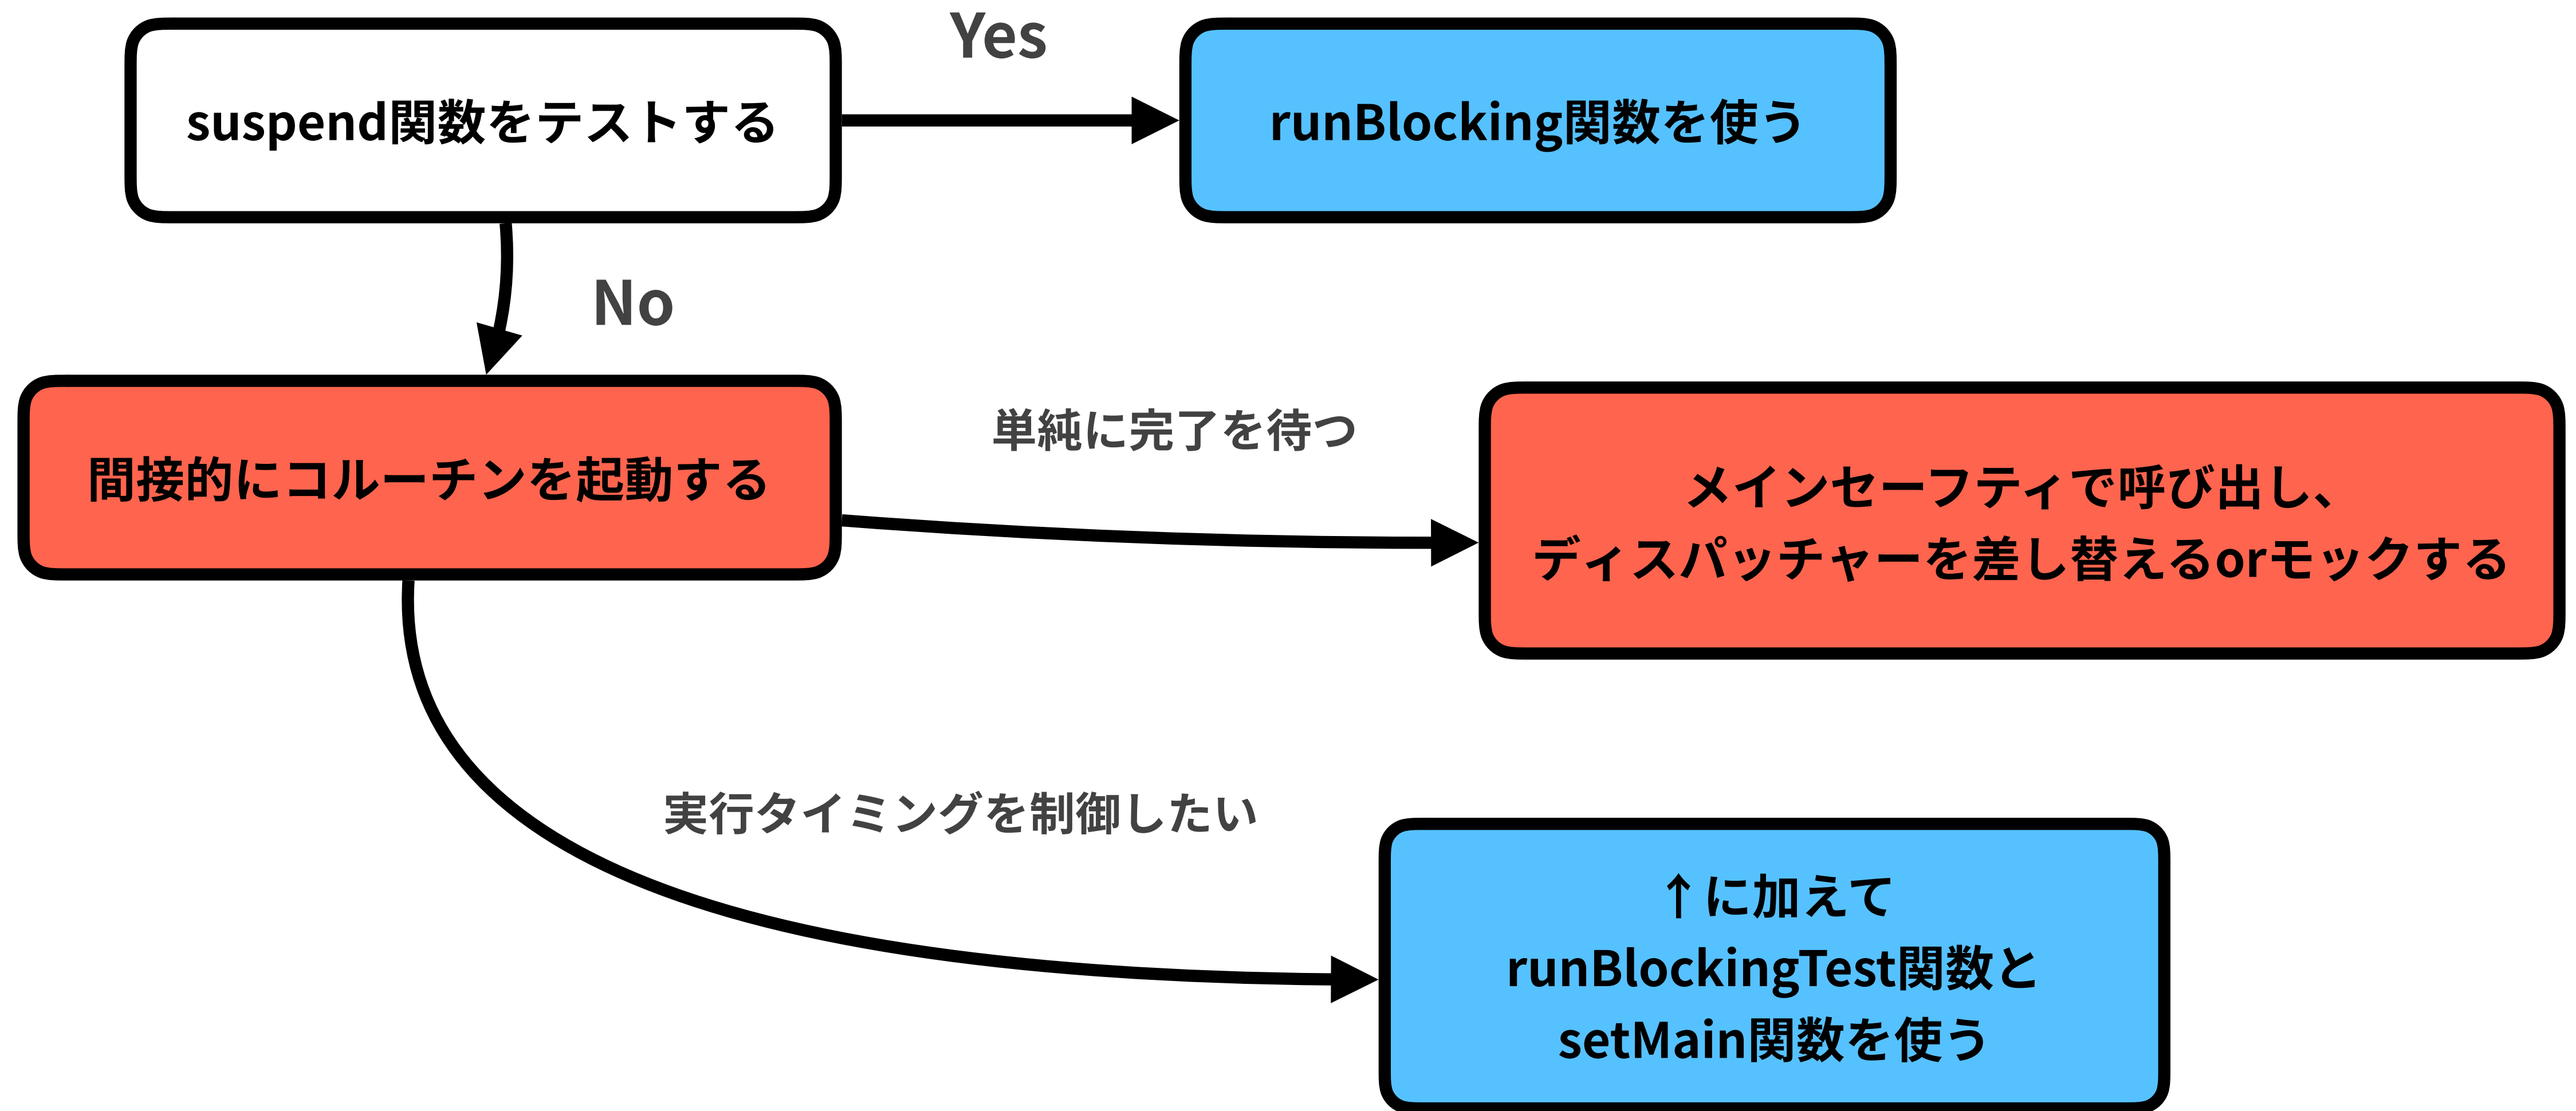 suspend関数をテストする
Yes
runBlocking関数を使う
No
間接的にコルーチンを起動する
単純に完了を待つ
メインセーフティで呼び出し、
ディスパッチャーを差し替えるorモックする
実行タイミングを制御したい
↑に加えて
runBlockingTest関数と
setMain関数を使う